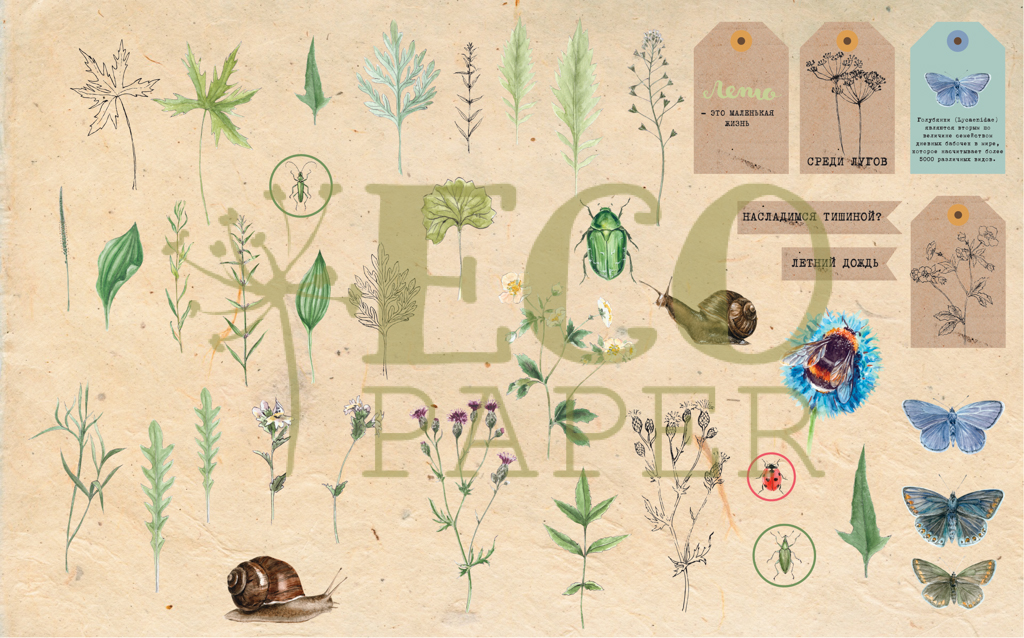 Лето
– ЭТО МАЛЕНЬКАЯ
ЖИЗНЬ
СРЕДИ ЛУГОВ
Голубянки (Lycaenidae)
являются вторым по
величине семейством
дневных бабочек в мире,
которое насчитывает более
5000 различных видов.
НАСЛАДИМСЯ ТИШИНОЙ?
ЛЕТНИЙ ДОЖДЬ
ECO
PAPER